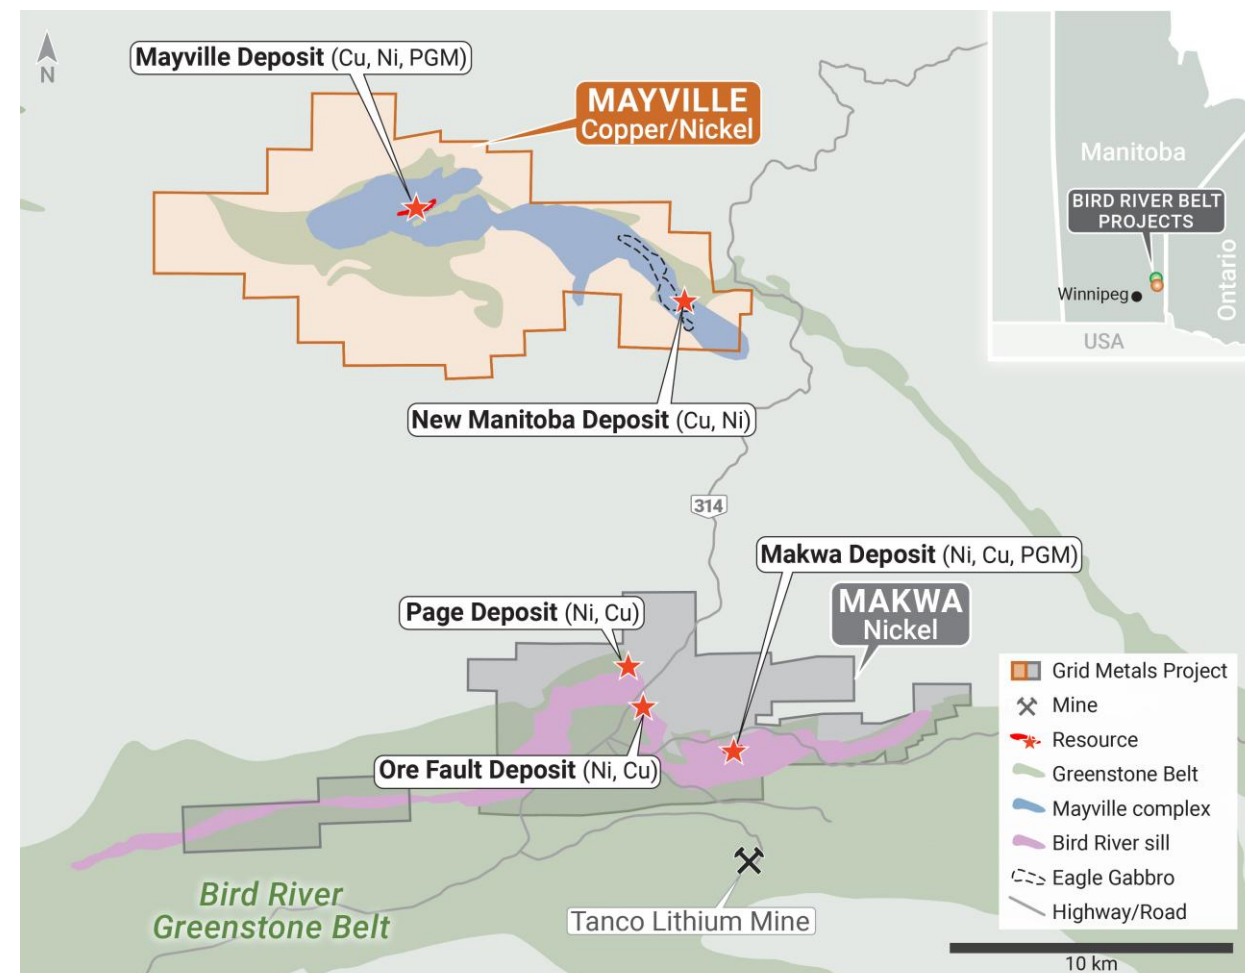 N
Mayville Deposit (Cu, Ni, PGM)
MAYVILLE
Copper/Nickel
Manitoba
BIRD RIVER BELT
PROJECTS
Winnipeg
Ontario
USA
New Manitoba Deposit (Cu, Ni)
314
Makwa Deposit (Ni, Cu, PGM)
MAKWA
Nickel
Page Deposit (Ni, Cu)
Ore Fault Deposit (Ni, Cu)
Bird River
Greenstone Belt
Tanco Lithium Mine
Grid Metals Project
Mine
Resource
Greenstone Belt
Mayville complex
Bird River sill
Eagle Gabbro
Highway/Road
10 km